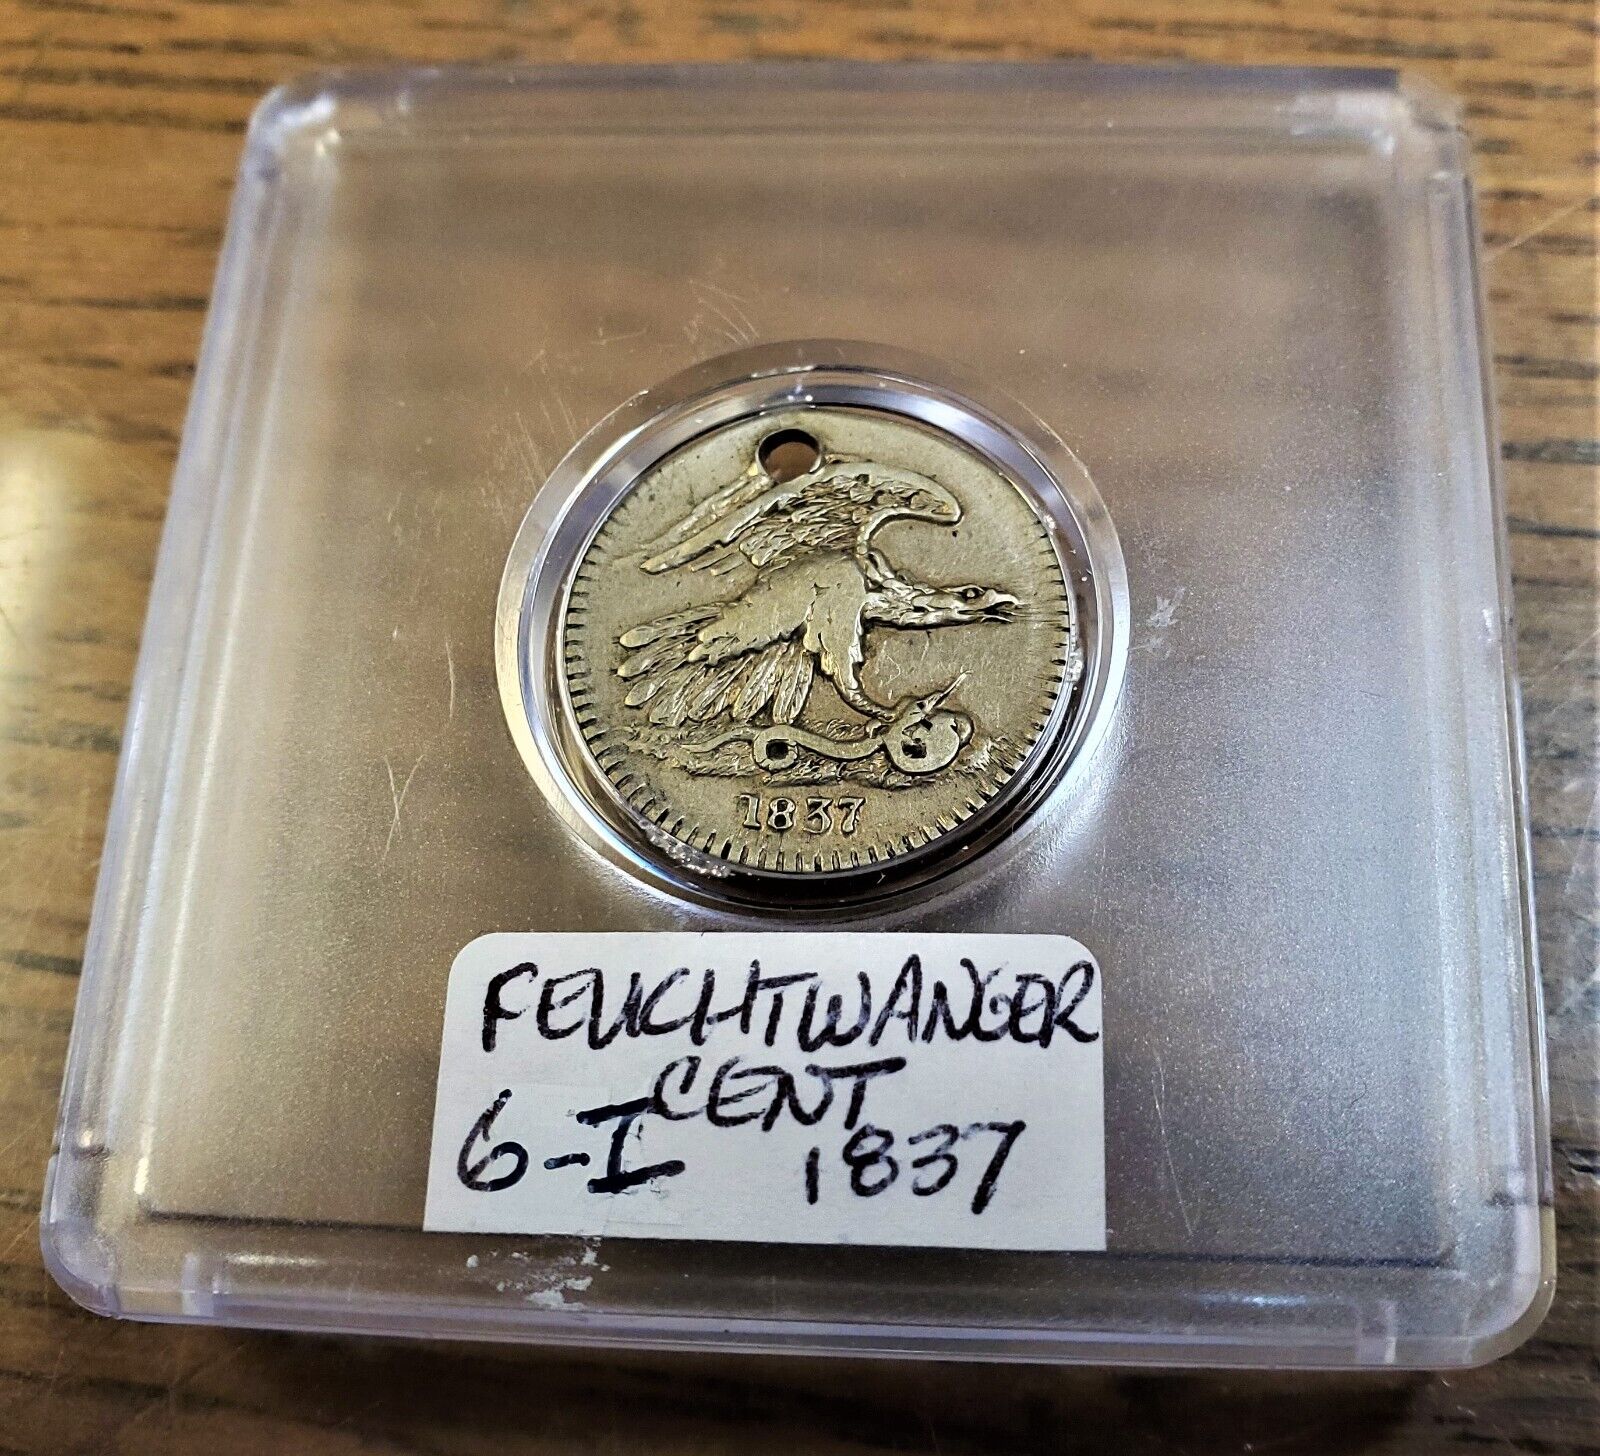 1837
FEUCHTWANGER
CENT
6-I 1837